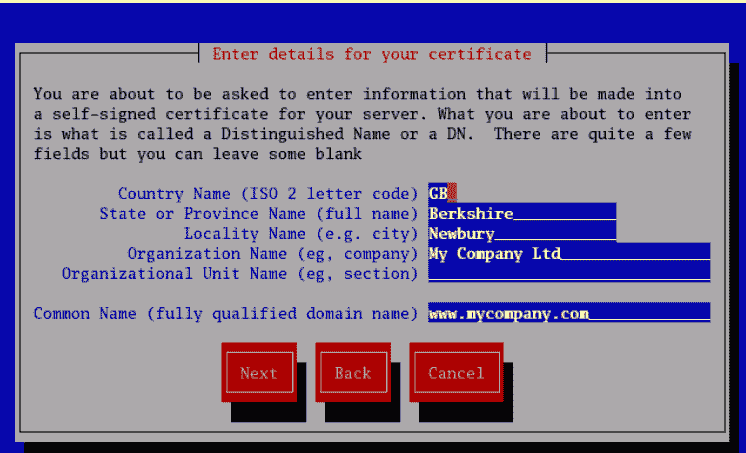 Enter details for your certificate
You are about to be asked to enter information that will be made into
a self-signed certificate for your server. What you are about to enter
is what is called a Distinguished Name or a DN.  There are quite a few
fields but you can leave some blank
Country Name (ISO 2 letter code) GB
State or Province Name (full name) Berkshire
Locality Name (e.g. city) Newbury
Organization Name (eg, company) My Company Ltd
Organizational Unit Name (eg, section)
Common Name (fully qualified domain name) www.mycompany.com
Next Back Cancel